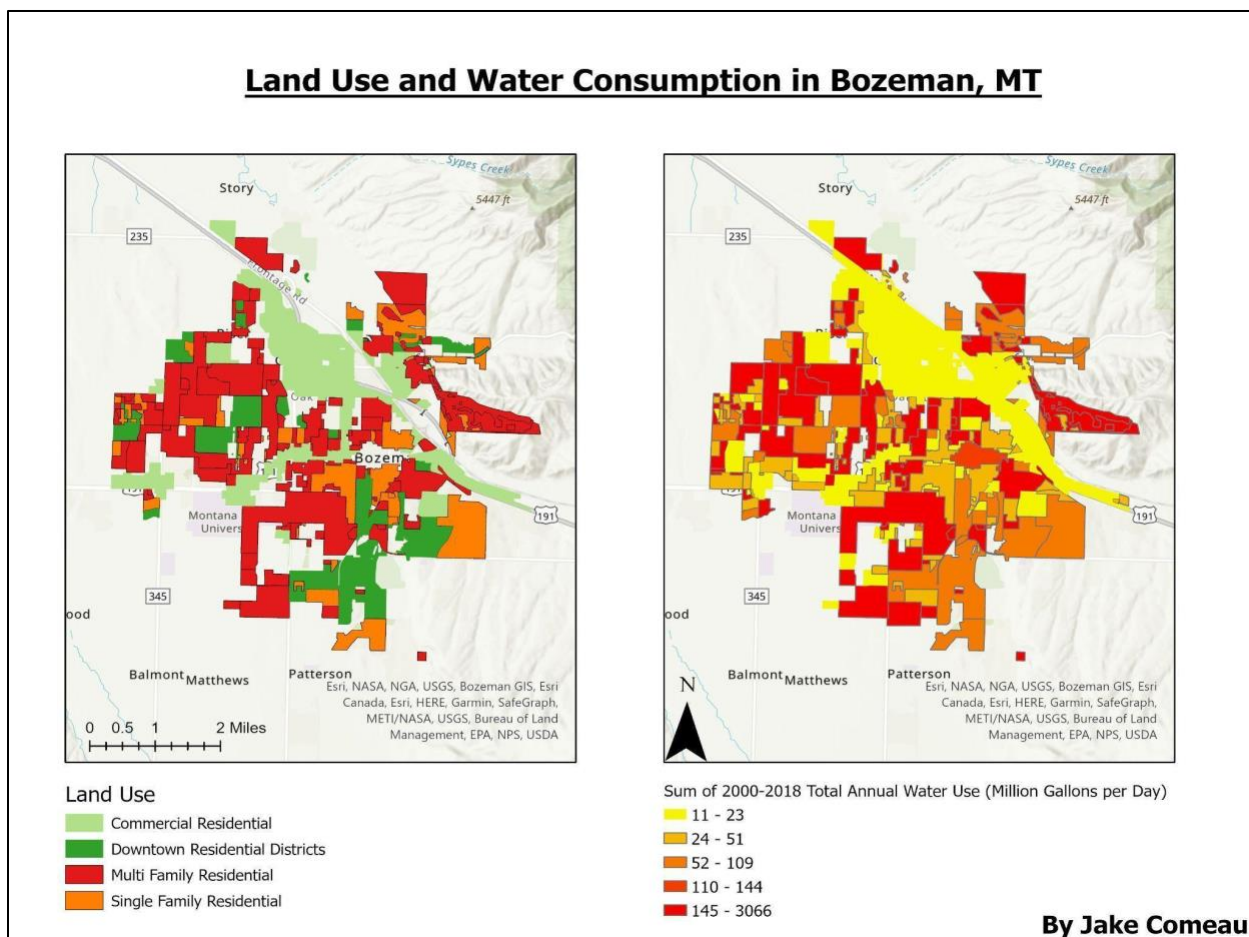 Land Use and Water Consumption in Bozeman, MT
Sypes Creek
Story
5447 ft
235
Frontage Rd
Oak
Bozem
191
Montana
Univers
191
345
ood
Balmont
Matthews
Patterson
Esri, NASA, NGA, USGS, Bozeman GIS, Esri
Canada, Esri, HERE, Garmin, SafeGraph,
METI/NASA, USGS, Bureau of Land
Management, EPA, NPS, USDA
0 0.5 1 2 Miles
Sypes Creek
Story
5447 ft
235
191
Montana
Univers
345
ood
Balmont
Matthews
Patterson
N
Esri, NASA, NGA, USGS, Bozeman GIS, Esri
Canada, Esri, HERE, Garmin, SafeGraph,
METI/NASA, USGS, Bureau of Land
Management, EPA, NPS, USDA
Land Use
Commercial Residential
Downtown Residential Districts
Multi Family Residential
Single Family Residential
Sum of 2000-2018 Total Annual Water Use (Million Gallons per Day)
11 - 23
24 - 51
52 - 109
110 - 144
145 - 3066
By Jake Comeau